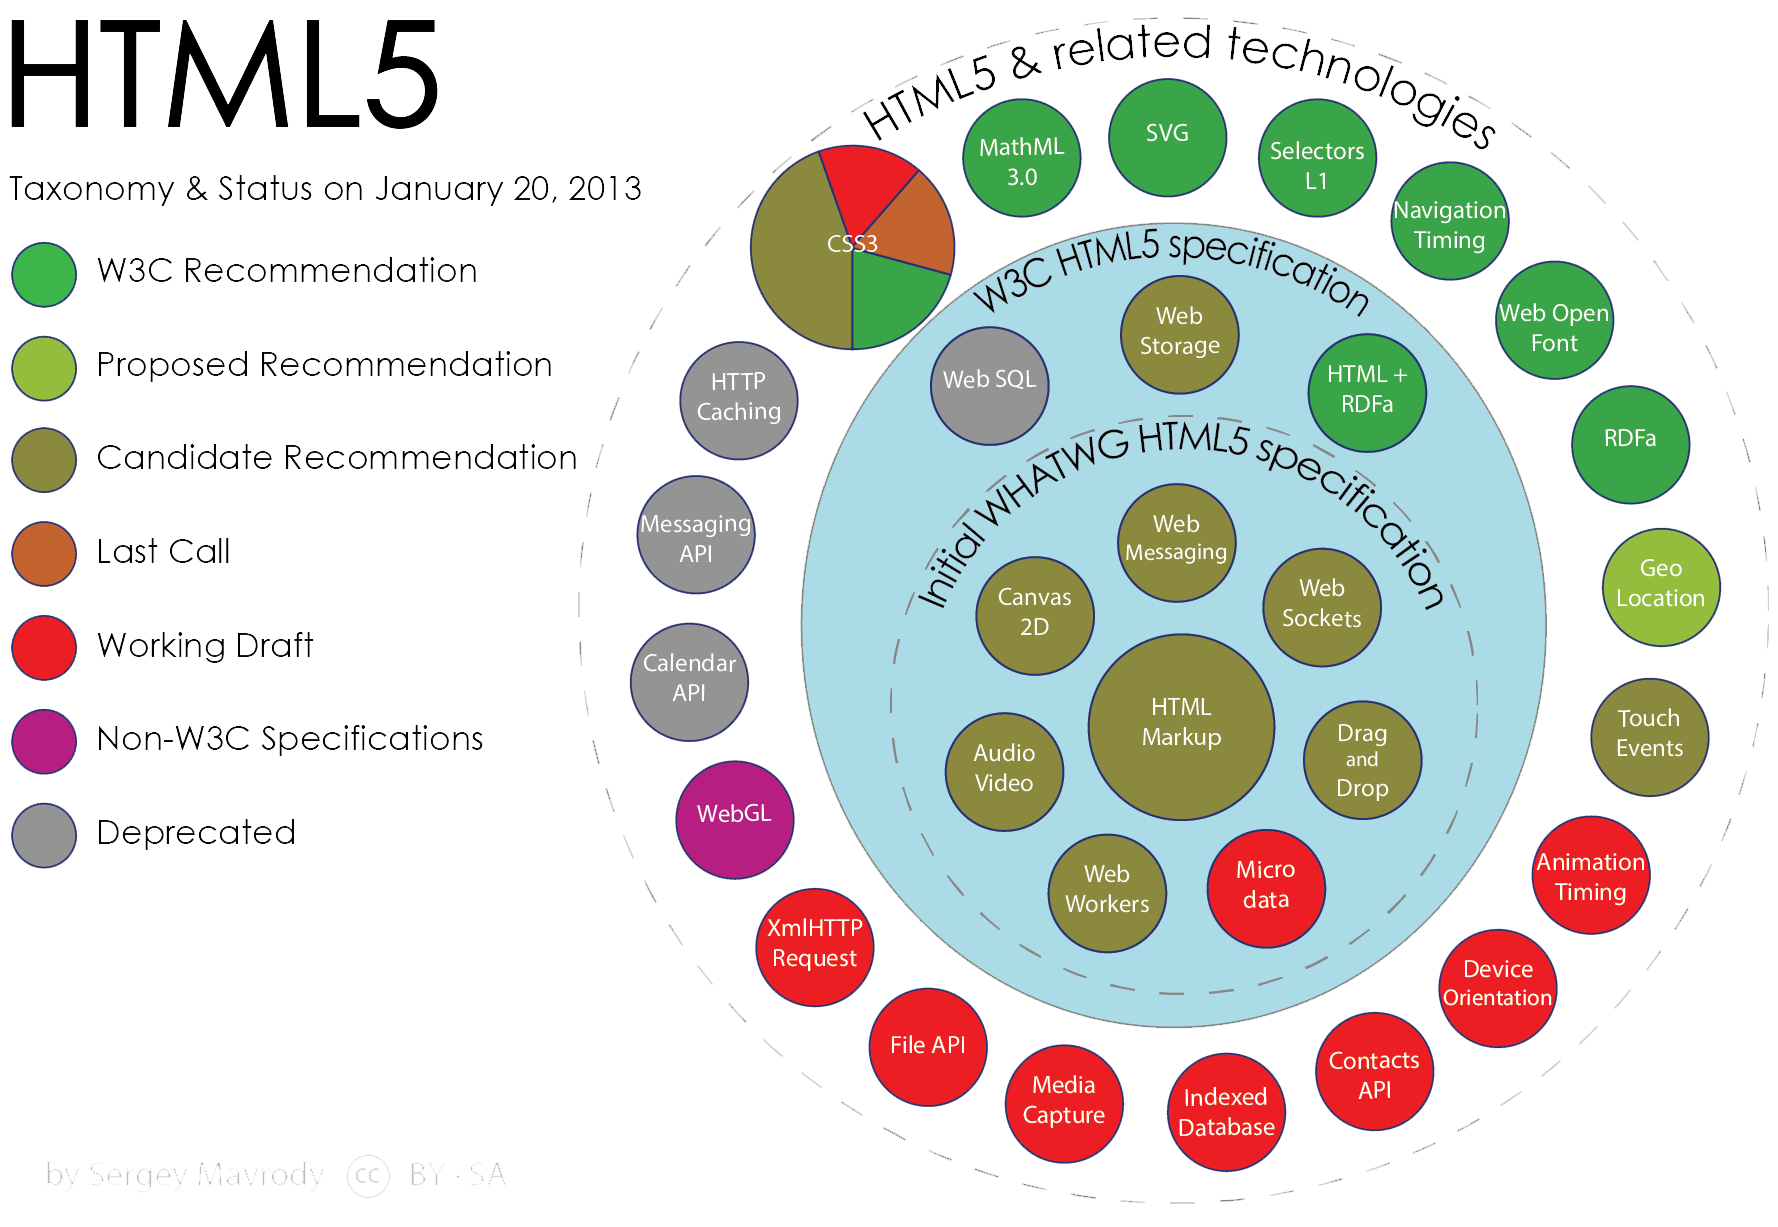 HTML5
Taxonomy & Status on January 20, 2013
W3C Recommendation
Proposed Recommendation
Candidate Recommendation
Last Call
Working Draft
Non-W3C Specifications
Deprecated
by Sergey Mavrody cc BY - SA
HTML5 & related technologies
CSS3
MathML
3.0
SVG
Selectors
L1
Navigation
Timing
Web Open
Font
RDFa
Geo
Location
Touch
Events
Animation
Timing
Device
Orientation
Contacts
API
Indexed
Database
Media
Capture
File API
XmlHTTP
Request
WebGL
Calendar
API
Messaging
API
HTTP
Caching
W3C HTML5 specification
Web SQL
Web
Storage
HTML +
RDFa
Initial WHATWG HTML5 specification
Web
Messaging
Canvas
2D
Web
Sockets
HTML
Markup
Audio
Video
Drag
and
Drop
Web
Workers
Micro
data